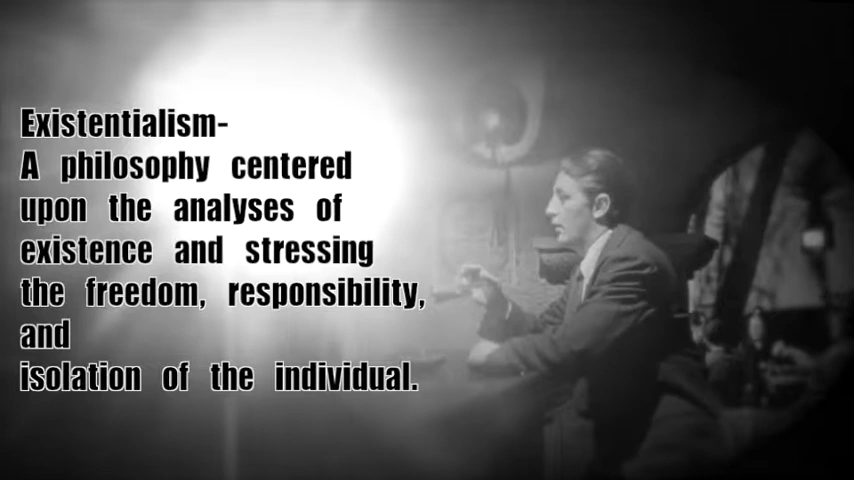 Existentialism-
A philosophy centered
upon the analyses of
existence and stressing
the freedom, responsibility,
and
isolation of the individual.